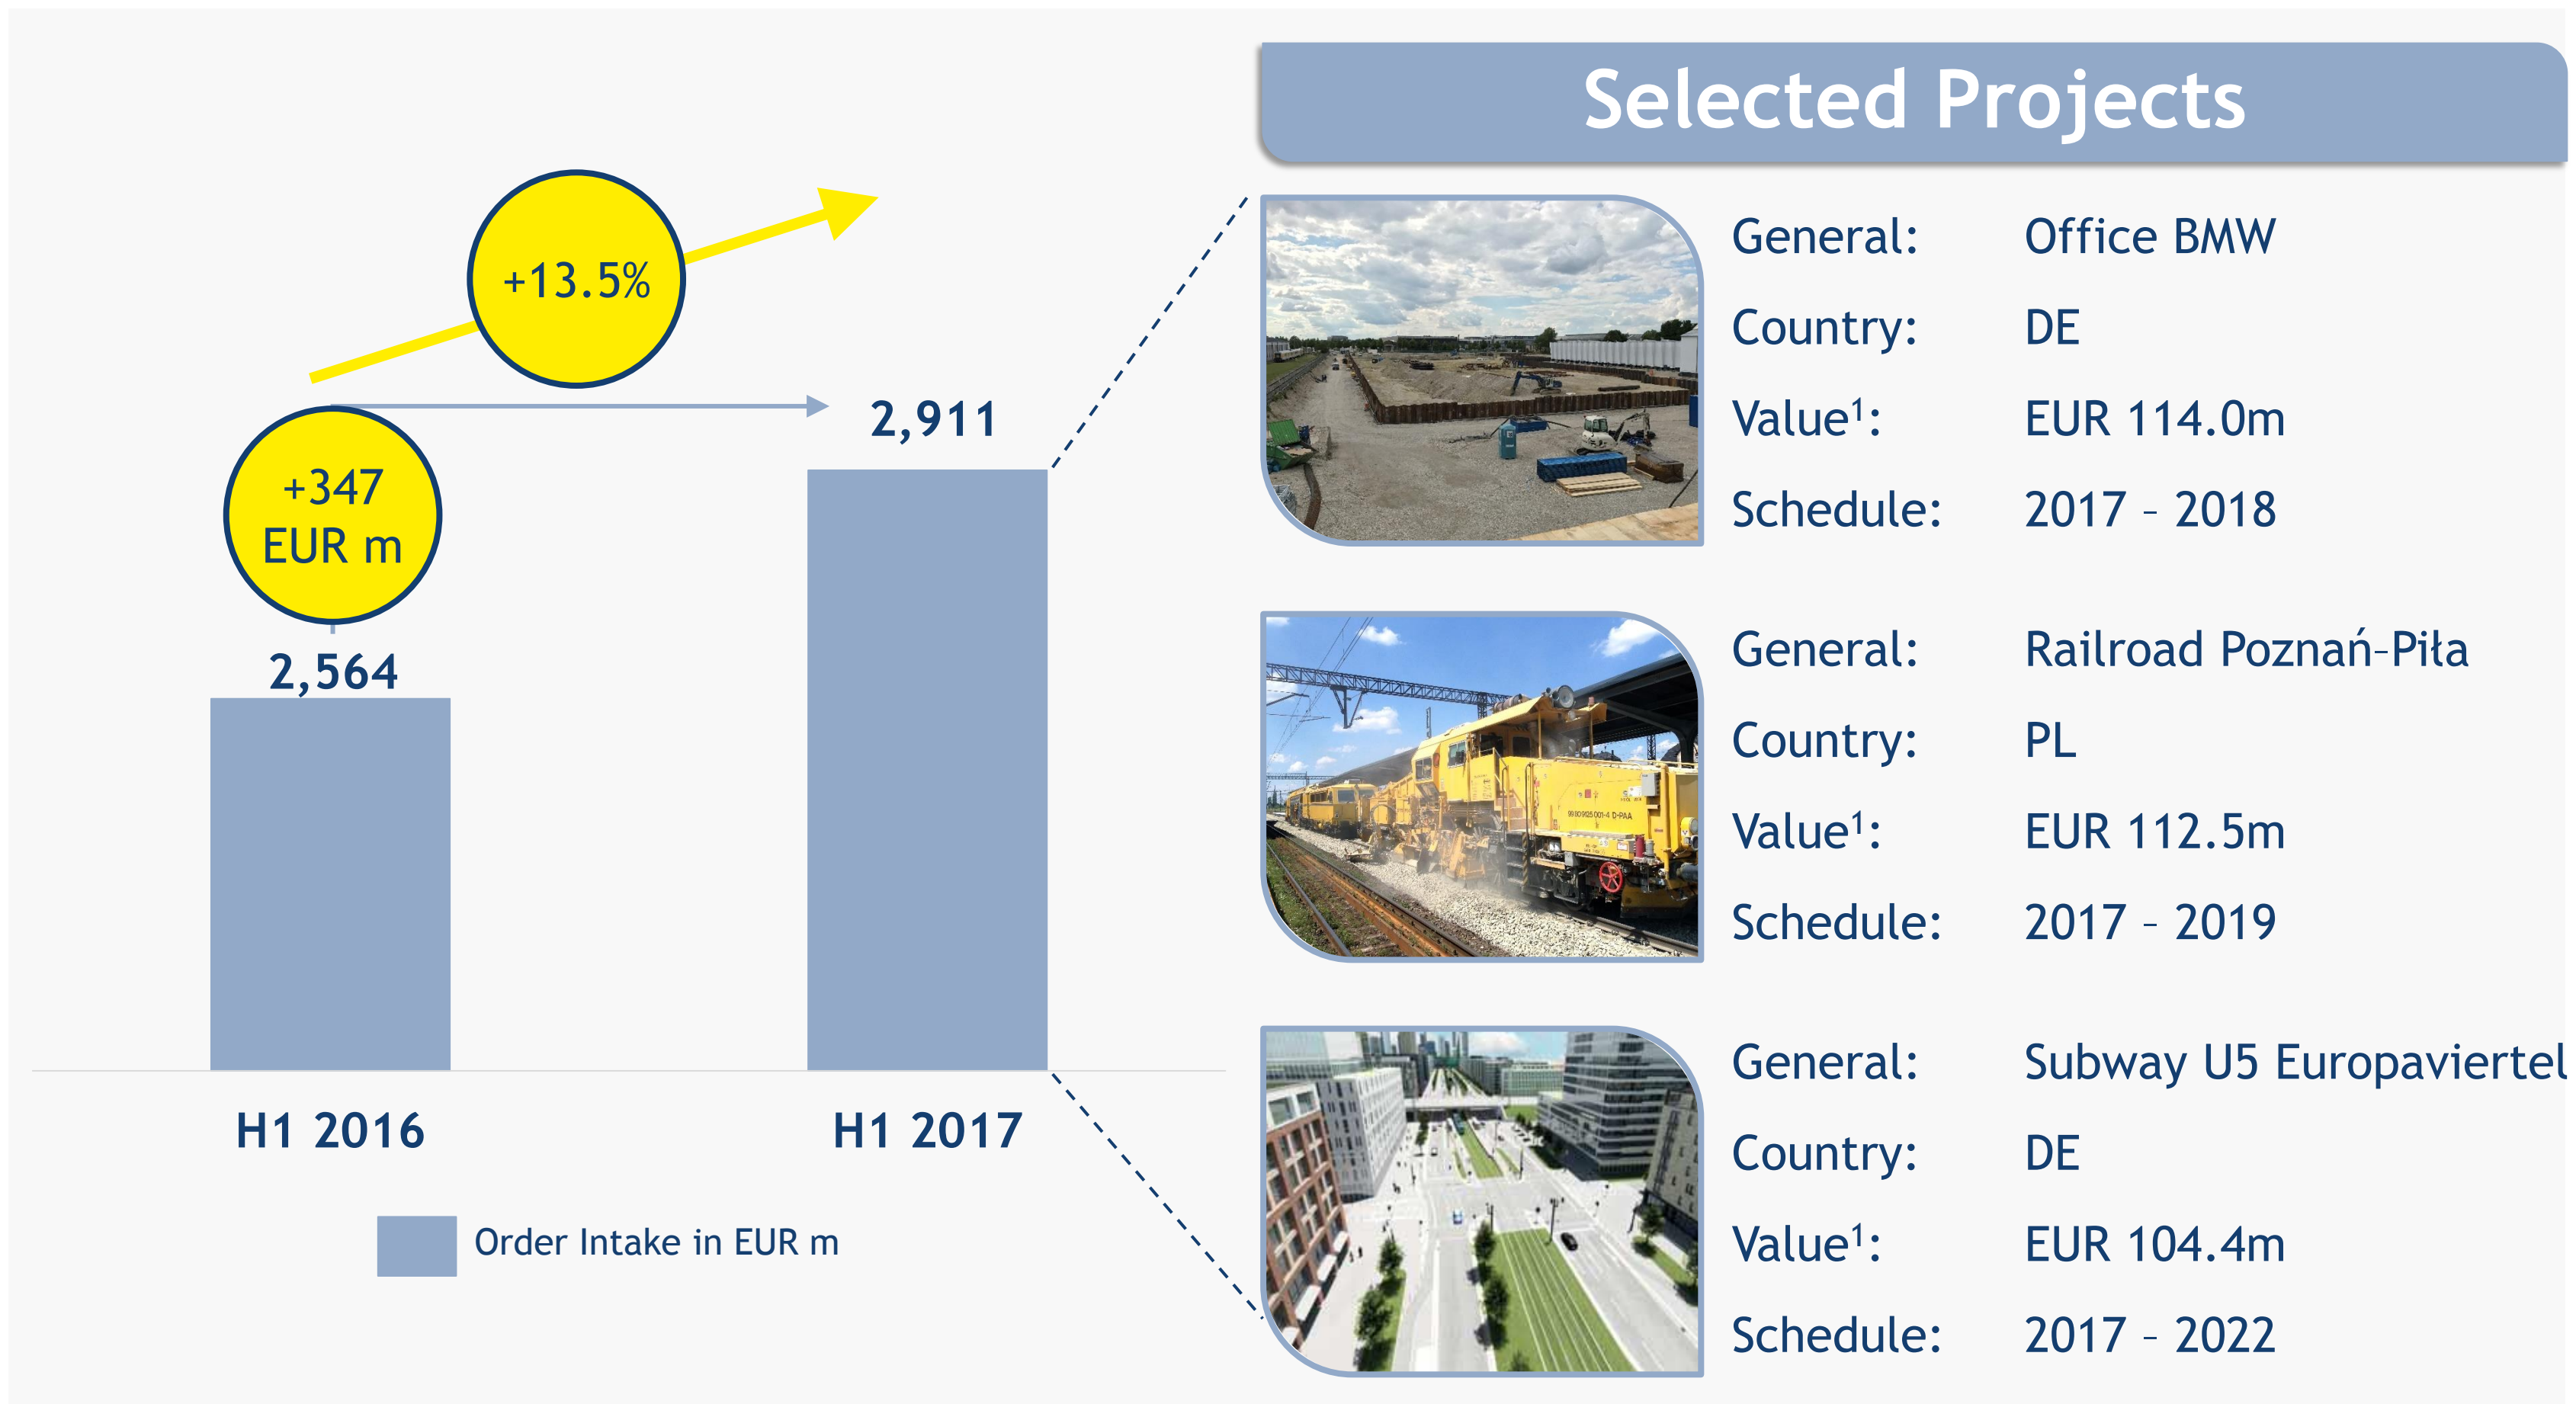 Selected Projects
+13.5%
+347
EUR m
2,911
2,564
H1 2016
H1 2017
Order Intake in EUR m
General: Office BMW
Country: DE
Value¹: EUR 114.0m
Schedule: 2017 – 2018
General: Railroad Poznań–Piła
Country: PL
Value¹: EUR 112.5m
Schedule: 2017 – 2019
General: Subway U5 Europaviertel
Country: DE
Value¹: EUR 104.4m
Schedule: 2017 – 2022